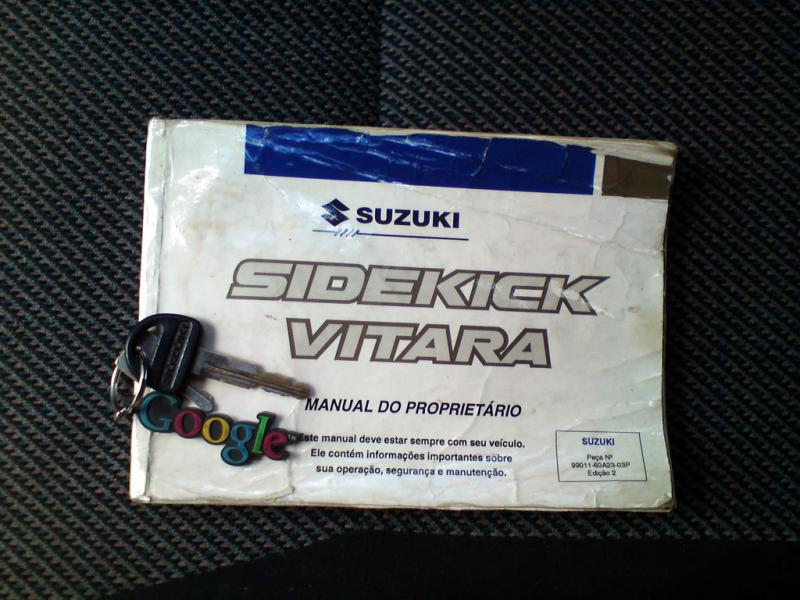 SUZUKI
SIDEKICK
VITARA
MANUAL DO PROPRIETÁRIO
Este manual deve estar sempre com seu veículo.
Ele contém informações importantes sobre
sua operação, segurança e manutenção.
SUZUKI
Peça Nº
99011-60A23-03P
Edição 2
Google